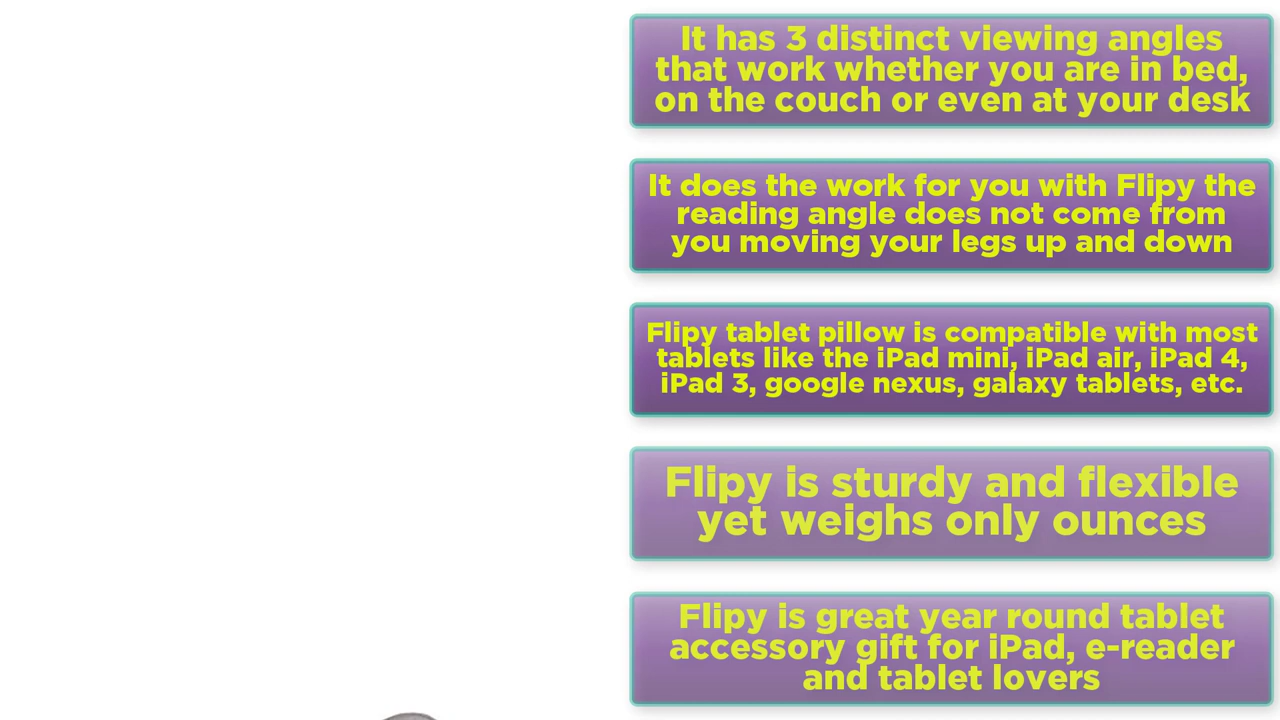 It has 3 distinct viewing angles
that work whether you are in bed,
on the couch or even at your desk
It does the work for you with Flipy the
reading angle does not come from
you moving your legs up and down
Flipy tablet pillow is compatible with most
tablets like the iPad mini, iPad air, iPad 4,
iPad 3, google nexus, galaxy tablets, etc.
Flipy is sturdy and flexible
yet weighs only ounces
Flipy is great year round tablet
accessory gift for iPad, e-reader
and tablet lovers